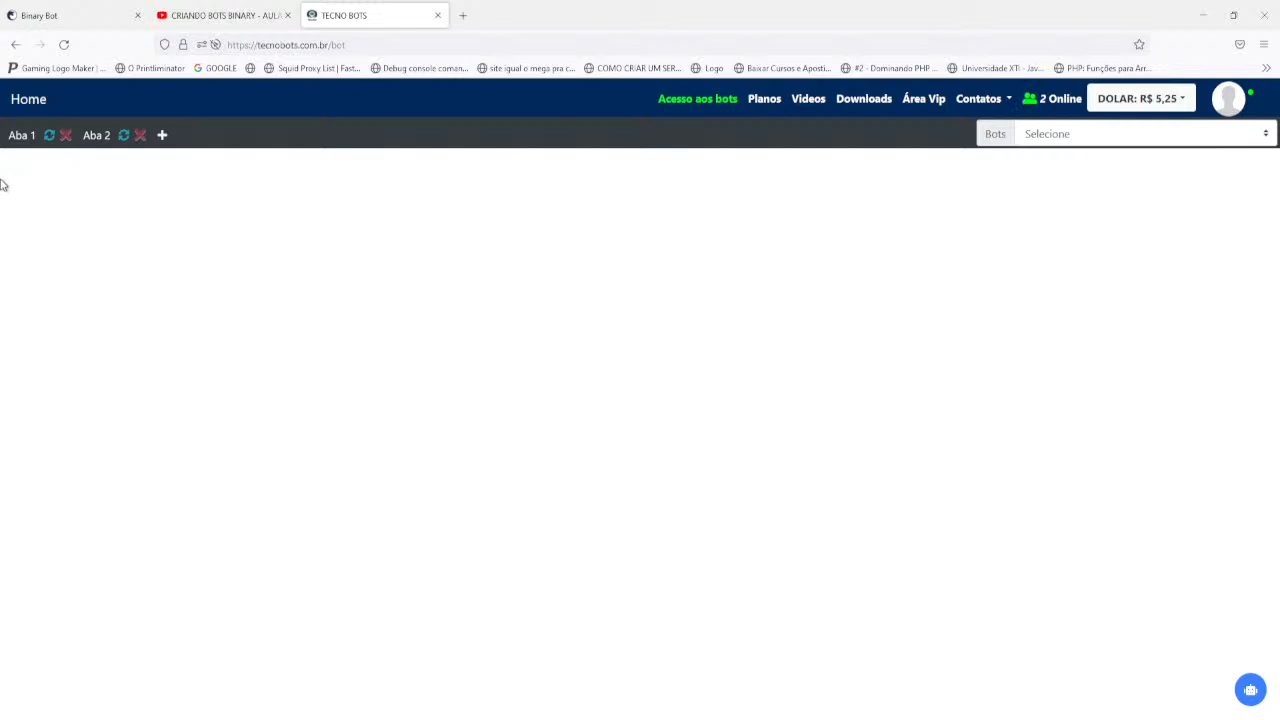 Binary Bot
CRIANDO BOTS BINARY - AULA
TECNO BOTS
https://tecnobots.com.br/bot
Gaming Logo Maker | ...
O Printliminator
GOOGLE
Squid Proxy List | Fast...
Debug console coman...
site igual o mega pra c...
COMO CRIAR UM SER...
Logo
Baixar Cursos e Aposti...
#2 - Dominando PHP ...
Universidade XTI - Jav...
PHP: Funções para Arr...
Home
Acesso aos bots
Planos
Videos
Downloads
Área Vip
Contatos
2 Online
DOLAR: R$ 5,25
Aba 1
Aba 2
Bots
Selecione